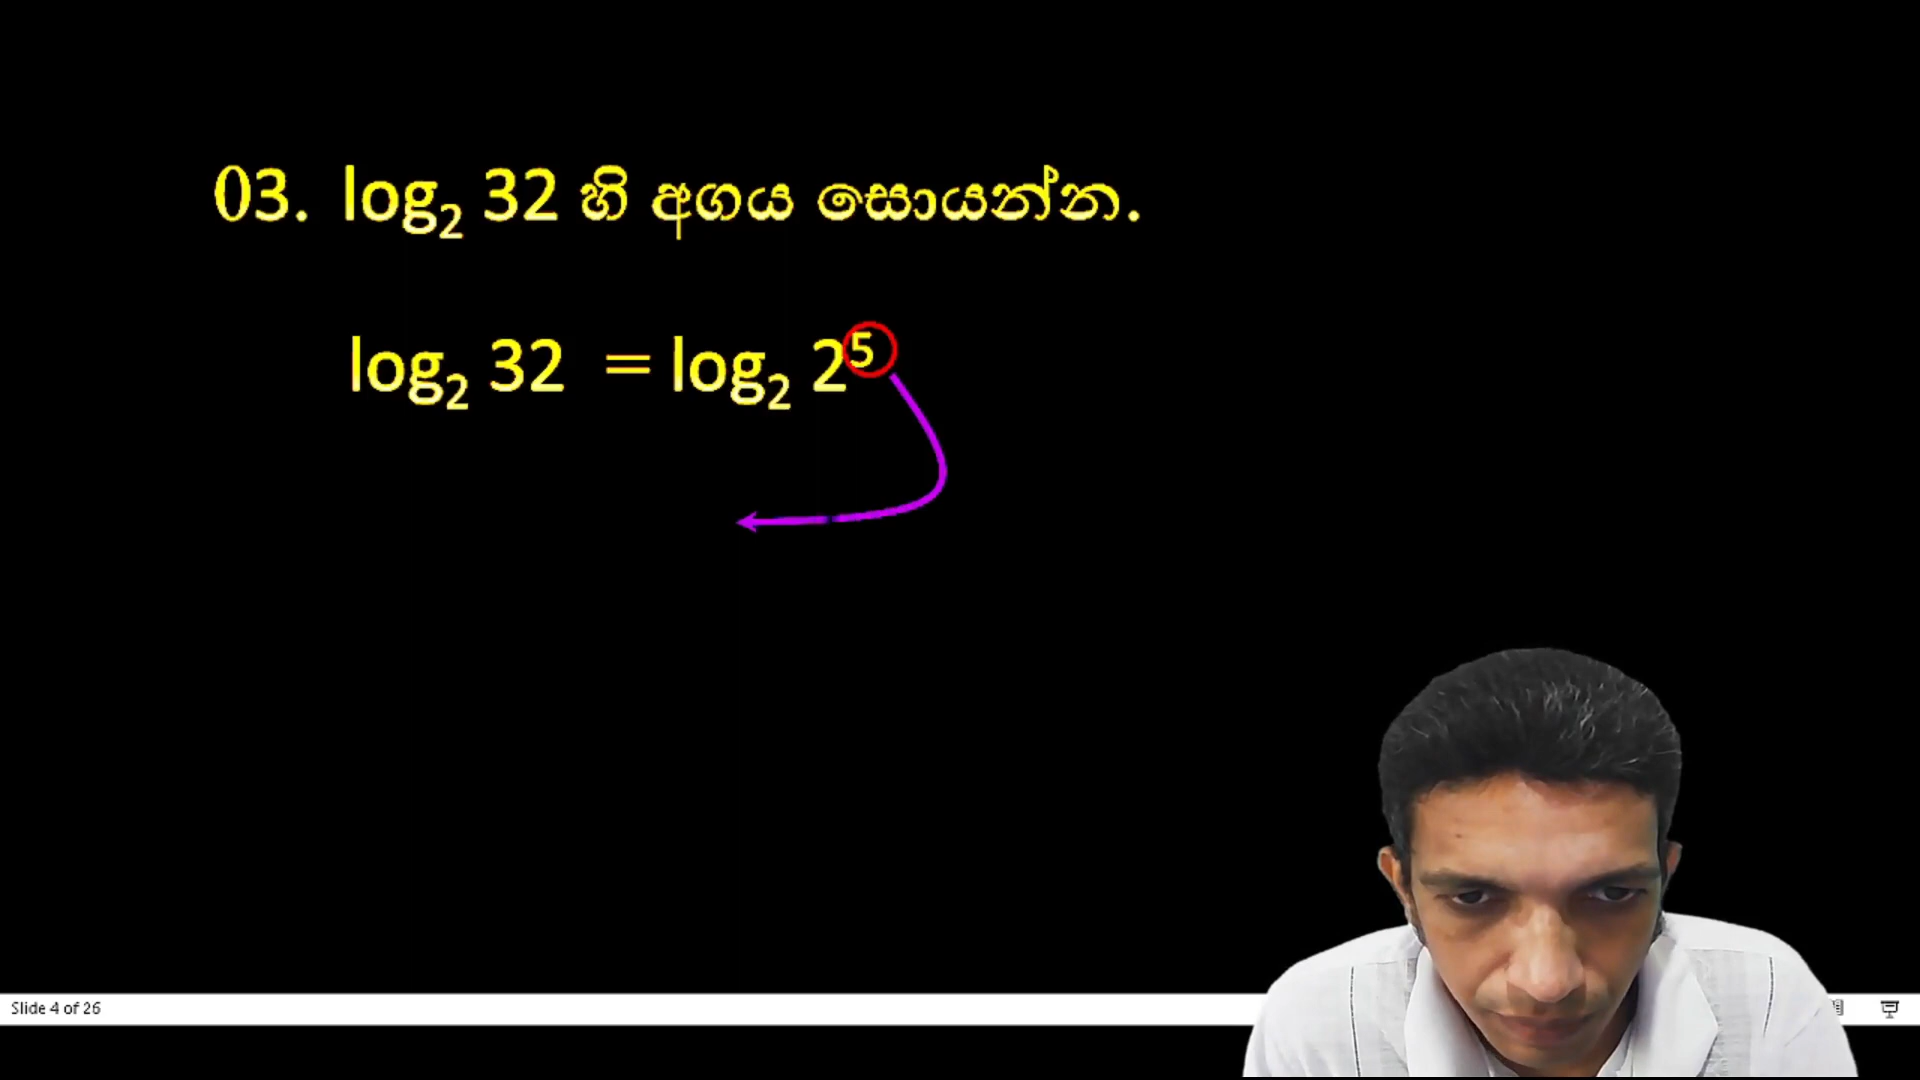 03. log₂ 32 හි අගය සොයන්න.
log₂ 32 = log₂ 2⁵
Slide 4 of 26